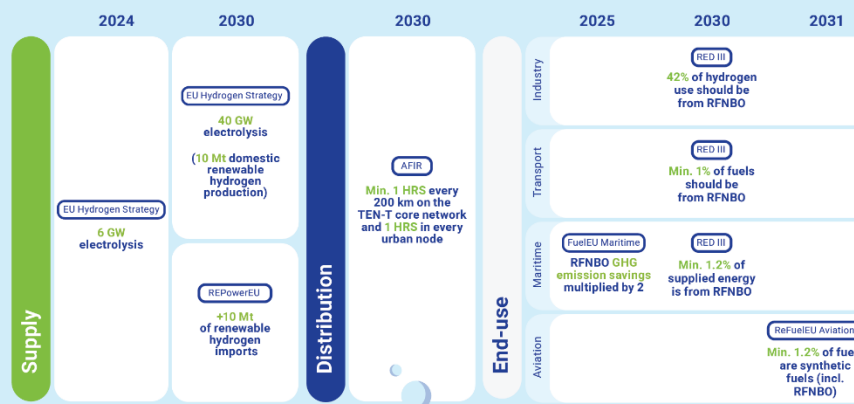 2024
2030
2030
2025
2030
2031
Supply
EU Hydrogen Strategy
6 GW
electrolysis
EU Hydrogen Strategy
40 GW
electrolysis
(10 Mt domestic
renewable
hydrogen
production)
REPowerEU
+10 Mt
of renewable
hydrogen
imports
Distribution
AFIR
Min. 1 HRS every
200 km on the
TEN-T core network
and 1 HRS in every
urban node
End-use
Industry
RED III
42% of hydrogen
use should be
from RFNBO
Transport
RED III
Min. 1% of fuels
should be
from RFNBO
Maritime
FuelEU Maritime
RFNBO GHG
emission savings
multiplied by 2
RED III
Min. 1.2% of
supplied energy
is from RFNBO
Aviation
ReFuelEU Aviation
Min. 1.2% of fue
are synthetic
fuels (incl.
RFNBO)